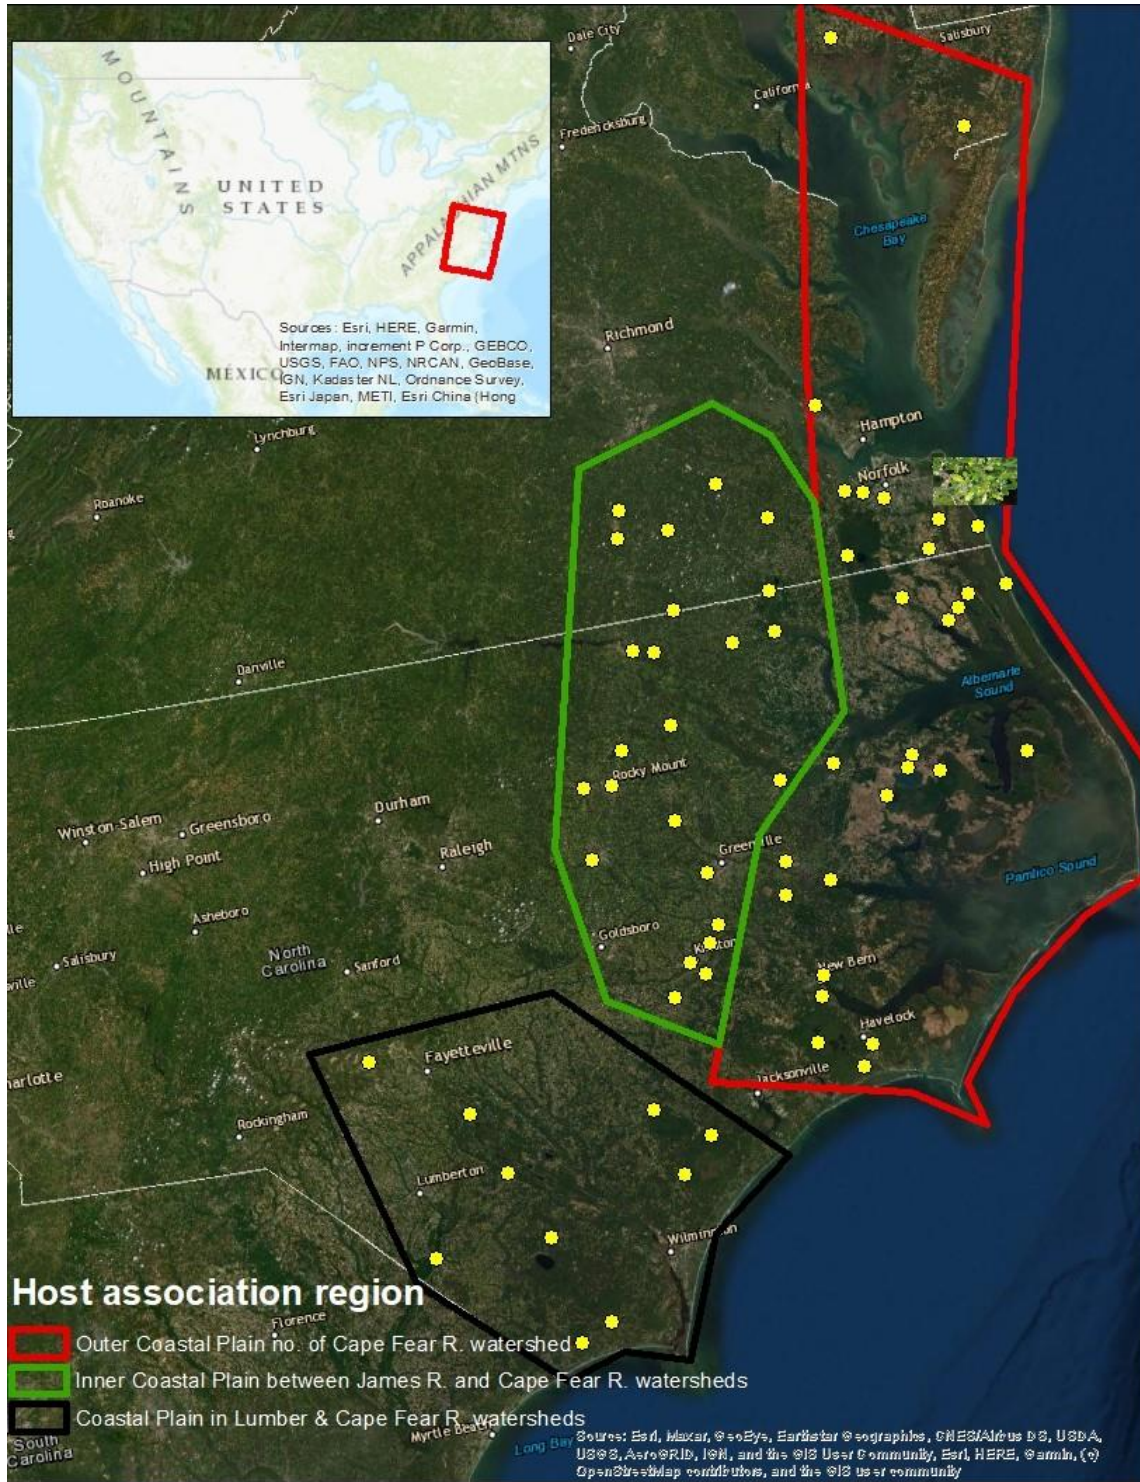 Dale City
Salisbury
California
Fredericksburg
MOUNTAINS
UNITED
STATES
APPALACHIAN MTNS
MÉXICO
Sources: Esri, HERE, Garmin,
Intermap, increment P Corp., GEBCO,
USGS, FAO, NPS, NRCAN, GeoBase,
IGN, Kadaster NL, Ordnance Survey,
Esri Japan, METI, Esri China (Hong
Chesapeake
Bay
Richmond
Lynchburg
Hampton
Roanoke
Norfolk
Danville
Albemarle
Sound
Rocky Mount
Durham
Winston-Salem
Greensboro
High Point
Raleigh
Greenville
Pamlico Sound
Asheboro
Goldsboro
Kinston
North
Carolina
Salisbury
Sanford
New Bern
ville
Havelock
Fayetteville
Jacksonville
harlotte
Rockingham
Lumberton
Wilmington
Host association region
Florence
Outer Coastal Plain no. of Cape Fear R. watershed
Inner Coastal Plain between James R. and Cape Fear R. watersheds
Coastal Plain in Lumber & Cape Fear R. watersheds
Myrtle Beach
South
Carolina
Long Bay
Source: Esri, Maxar, GeoEye, Earthstar Geographics, CNES/Airbus DS, USDA,
USGS, AeroGRID, IGN, and the GIS User Community, Esri, HERE, Garmin, (c)
OpenStreetMap contributors, and the GIS user community